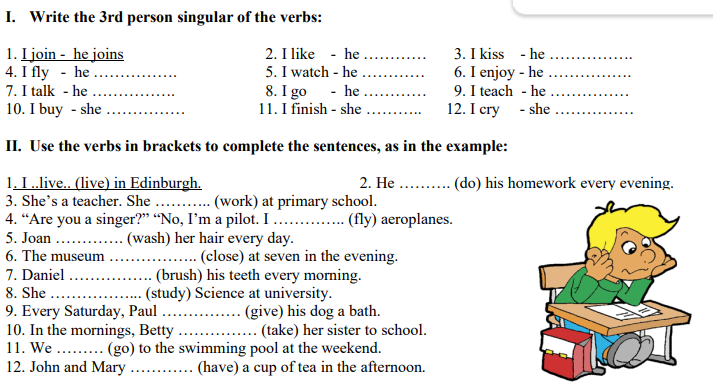 I. Write the 3rd person singular of the verbs:
1. I join - he joins 2. I like - he ………… 3. I kiss - he ……………..
4. I fly - he …………….. 5. I watch - he ………… 6. I enjoy - he ……………..
7. I talk - he …………….. 8. I go - he ………… 9. I teach - he ……………
10. I buy - she …………… 11. I finish - she ……….. 12. I cry - she ……………
II. Use the verbs in brackets to complete the sentences, as in the example:
1. I ..live.. (live) in Edinburgh. 2. He ………. (do) his homework every evening.
3. She’s a teacher. She ……….. (work) at primary school.
4. “Are you a singer?” “No, I’m a pilot. I ………….. (fly) aeroplanes.
5. Joan …………. (wash) her hair every day.
6. The museum …………….. (close) at seven in the evening.
7. Daniel …………….. (brush) his teeth every morning.
8. She ……………….. (study) Science at university.
9. Every Saturday, Paul …………… (give) his dog a bath.
10. In the mornings, Betty …………… (take) her sister to school.
11. We ……… (go) to the swimming pool at the weekend.
12. John and Mary ………… (have) a cup of tea in the afternoon.